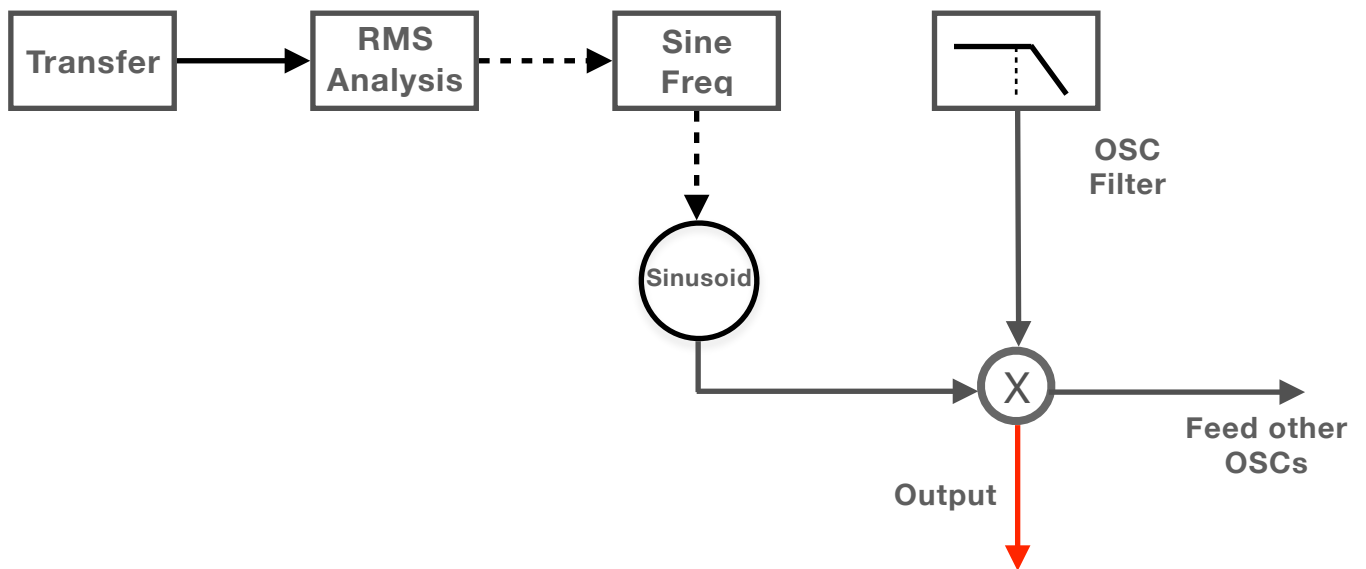 Transfer
RMS
Analysis
Sine
Freq
OSC
Filter
Sinusoid
X
Feed other
OSCs
Output